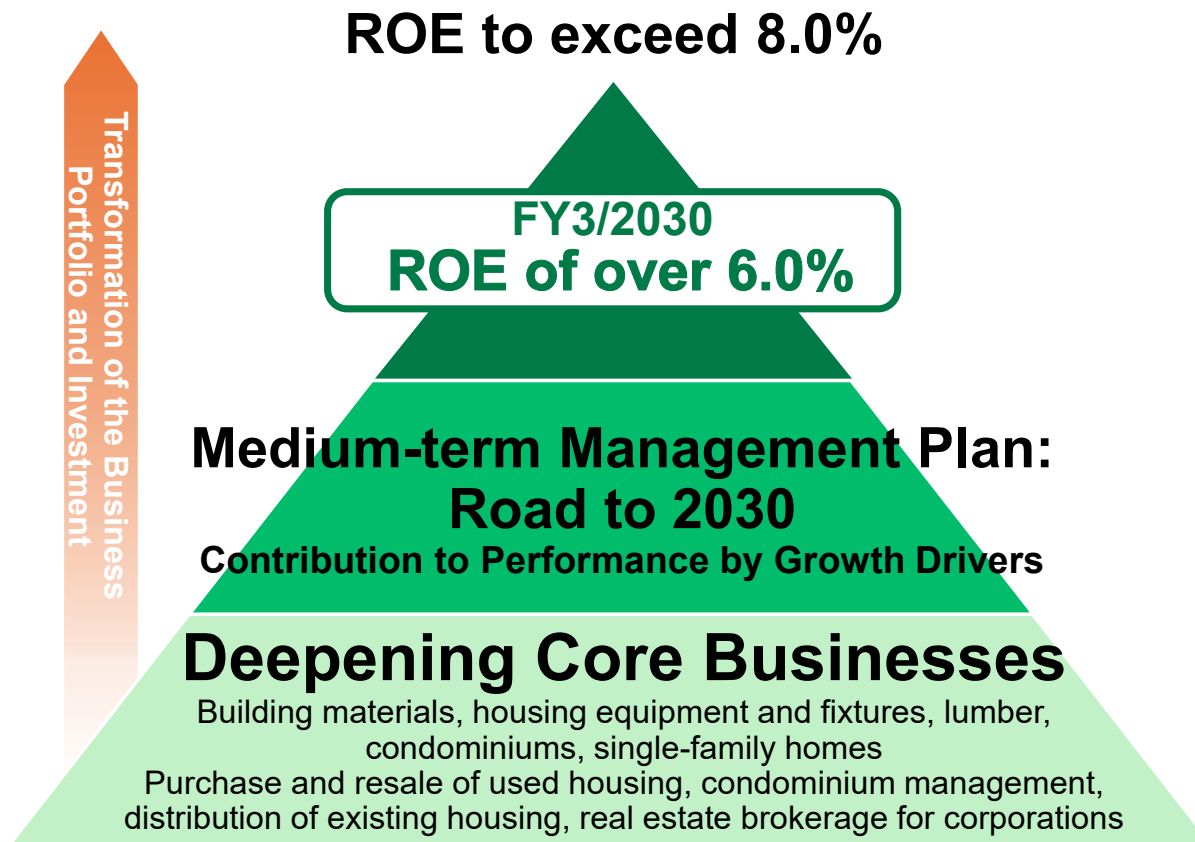 ROE to exceed 8.0%
Transformation of the Business
Portfolio and Investment
FY3/2030
ROE of over 6.0%
Medium-term Management Plan:
Road to 2030
Contribution to Performance by Growth Drivers
Deepening Core Businesses
Building materials, housing equipment and fixtures, lumber,
condominiums, single-family homes
Purchase and resale of used housing, condominium management,
distribution of existing housing, real estate brokerage for corporations